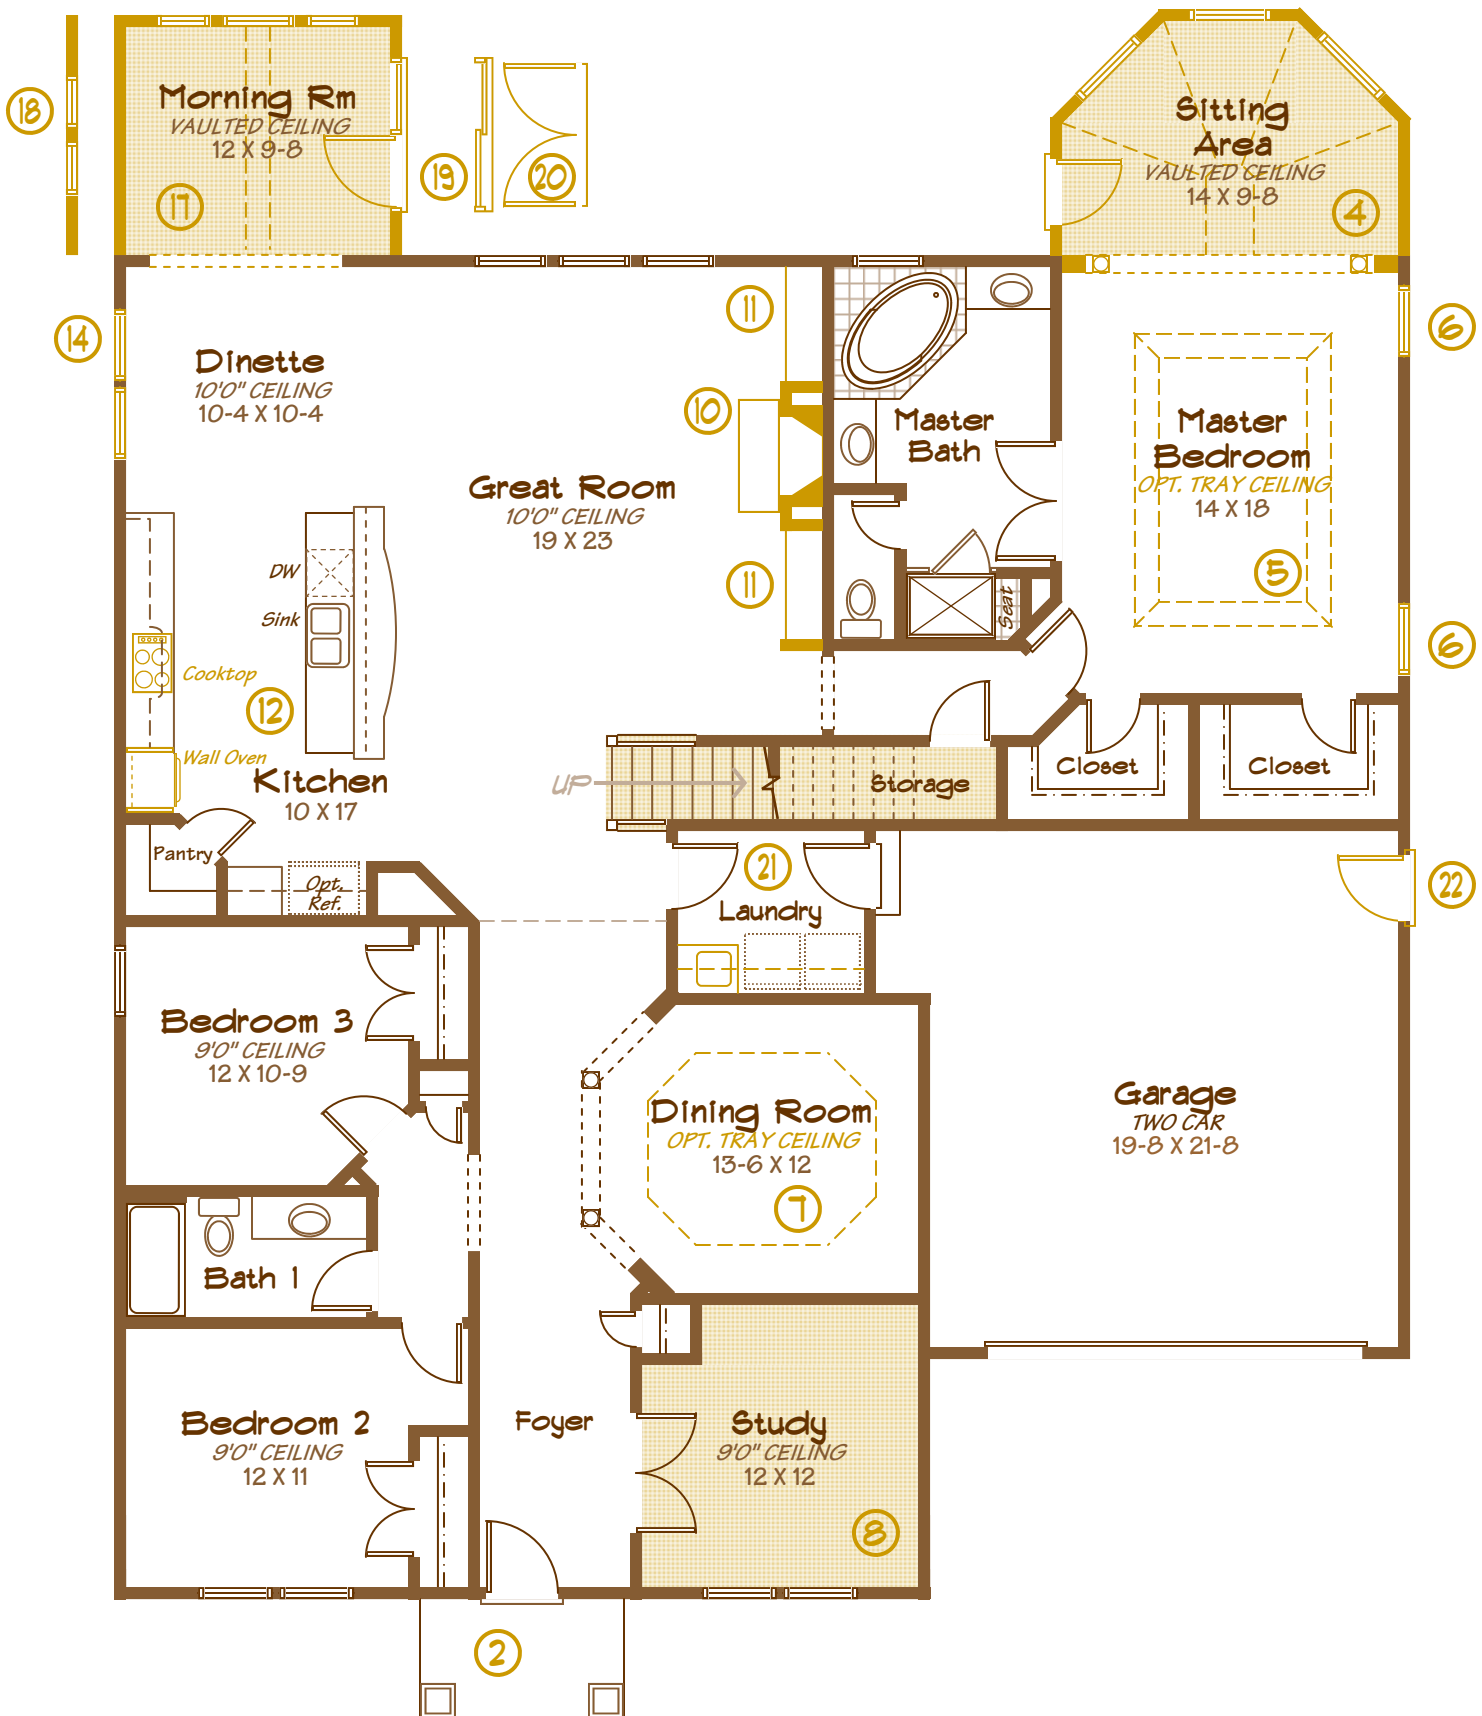 Morning Rm
VAULTED CEILING
12 X 9-8
17
18
19
20
Sitting
Area
VAULTED CEILING
14 X 9-8
4
14
Dinette
10'0" CEILING
10-4 X 10-4
11
10
Great Room
10'0" CEILING
19 X 23
11
Master
Bath
Seat
6
Master
Bedroom
OPT. TRAY CEILING
14 X 18
5
6
DW
Sink
Cooktop
12
Wall Oven
Kitchen
10 X 17
Pantry
Opt.
Ref.
UP
Storage
Closet
Closet
21
Laundry
22
Bedroom 3
9'0" CEILING
12 X 10-9
Dining Room
OPT. TRAY CEILING
13-6 X 12
7
Garage
TWO CAR
19-8 X 21-8
Bath 1
Bedroom 2
9'0" CEILING
12 X 11
Foyer
Study
9'0" CEILING
12 X 12
8
2